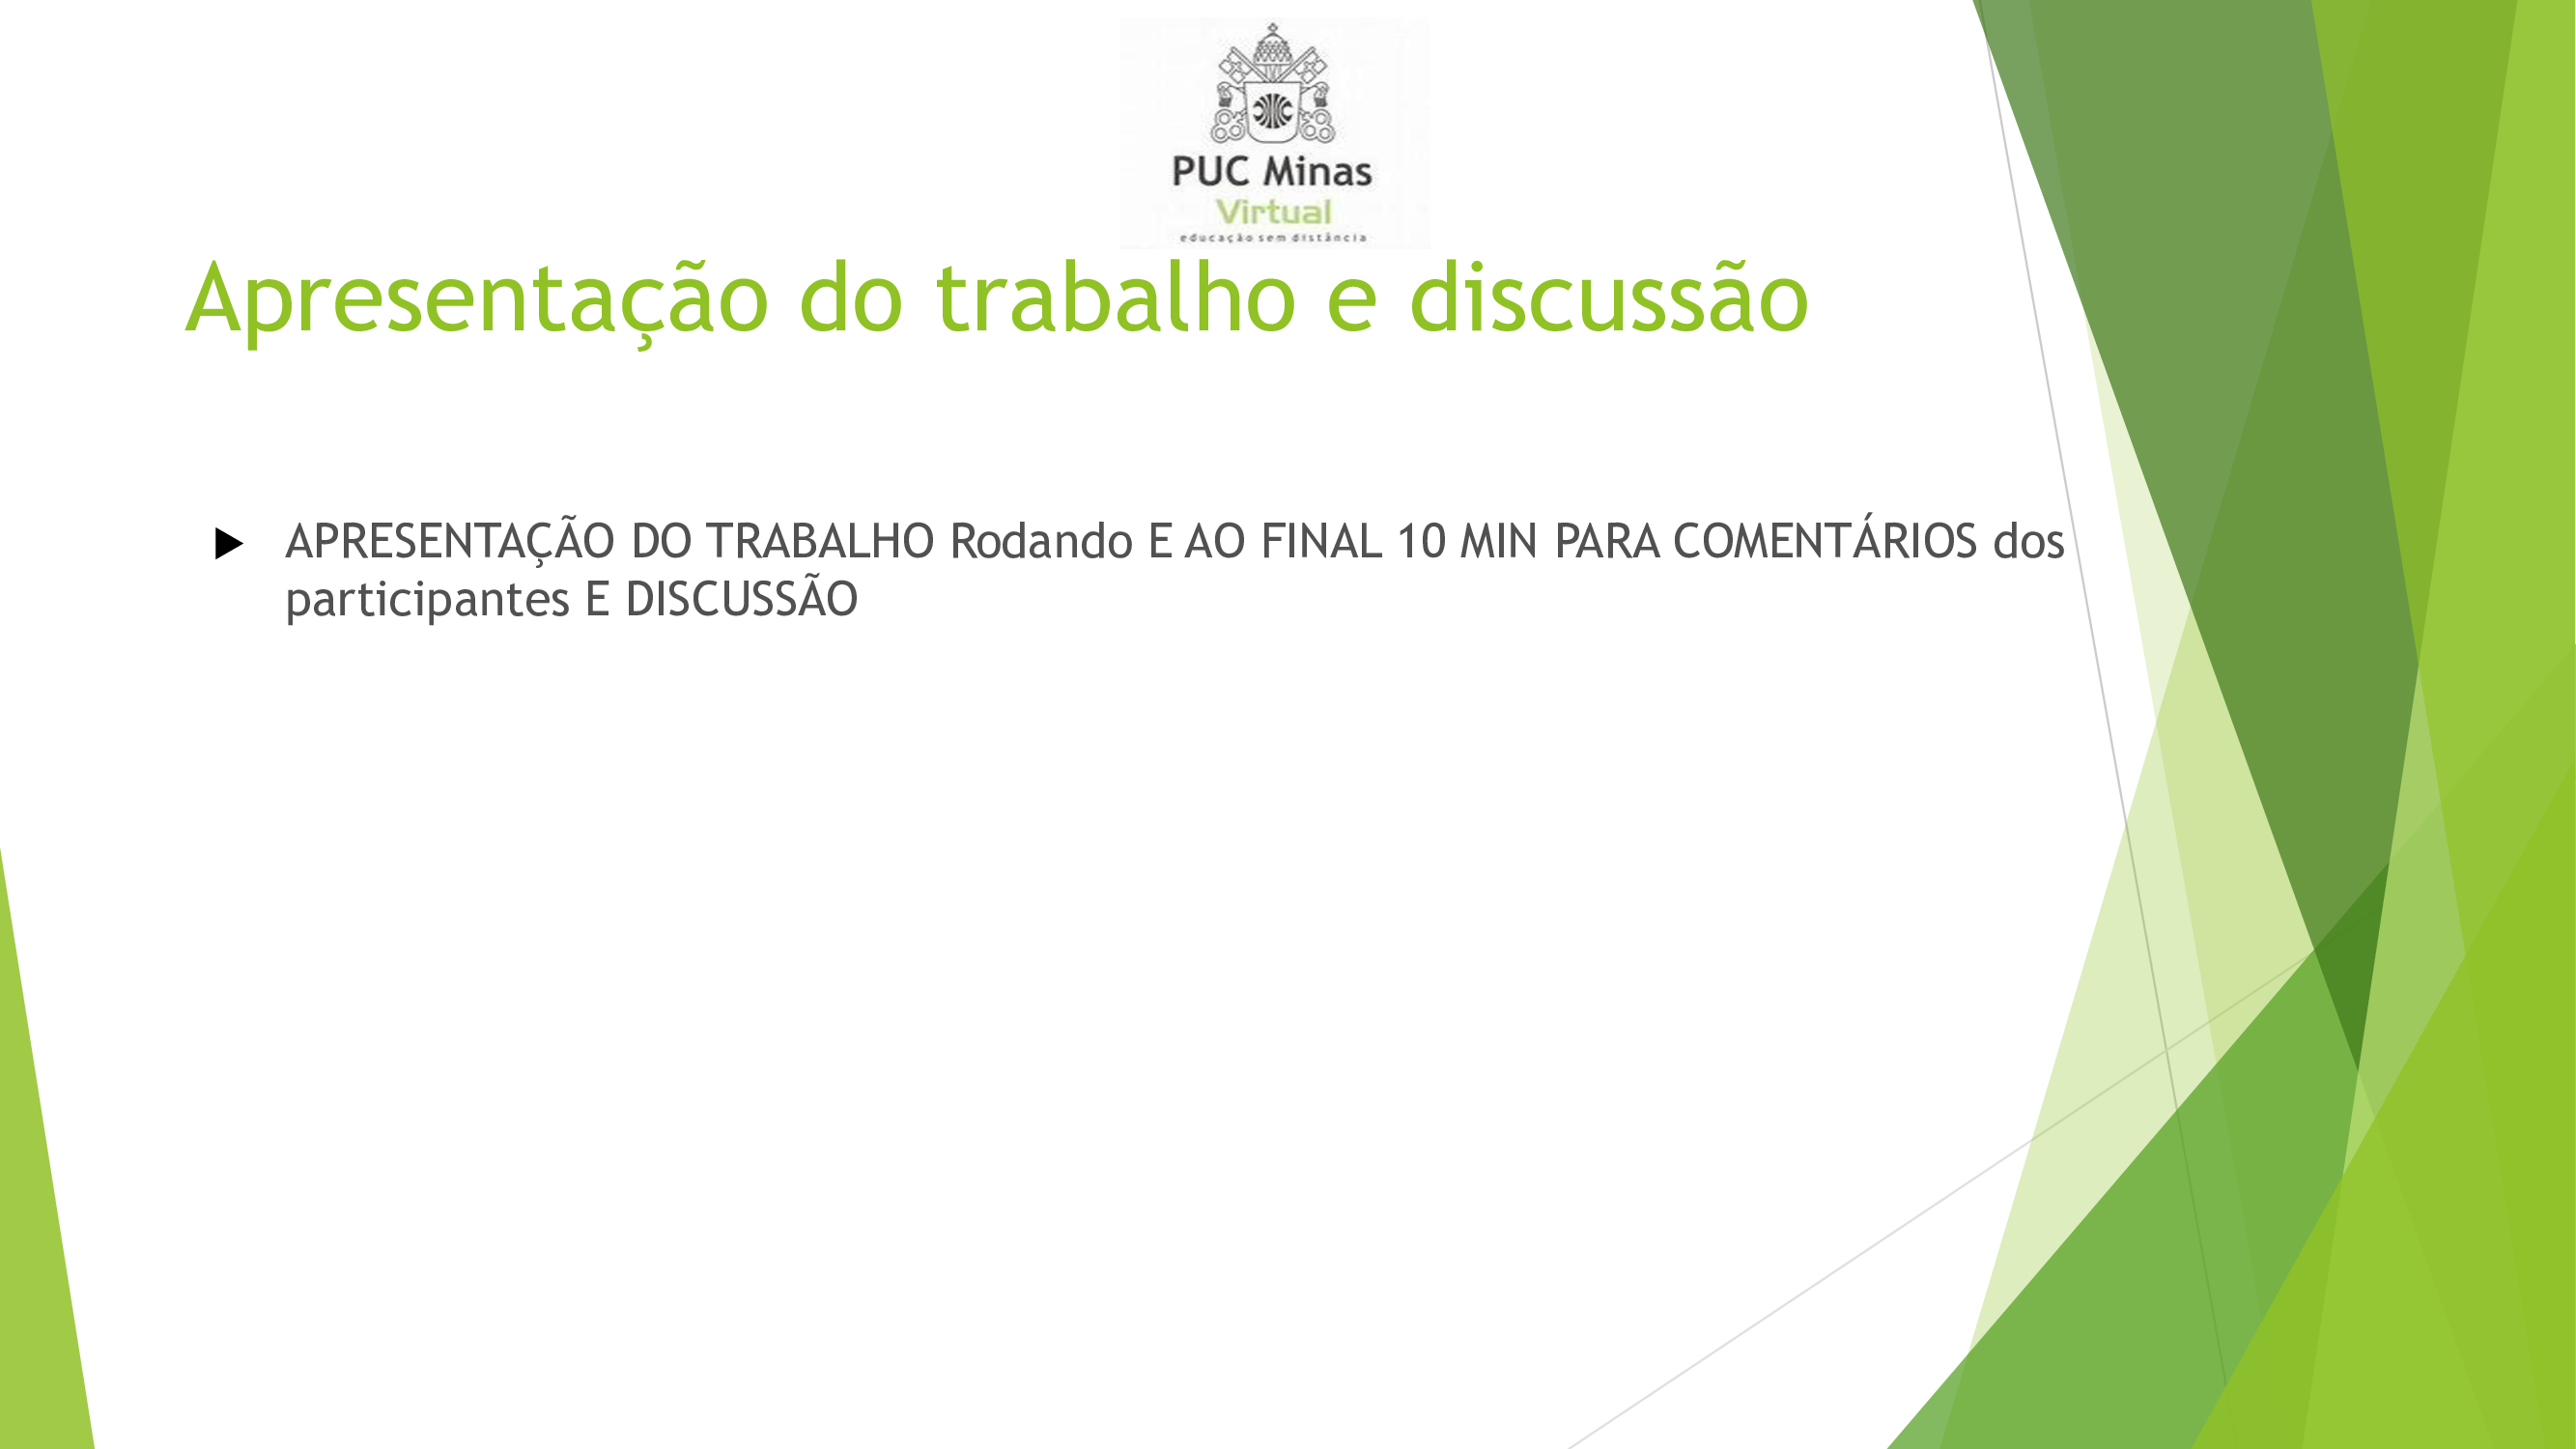 PUC Minas
Virtual
educação sem distância
Apresentação do trabalho e discussão
APRESENTAÇÃO DO TRABALHO Rodando E AO FINAL 10 MIN PARA COMENTÁRIOS dos
participantes E DISCUSSÃO